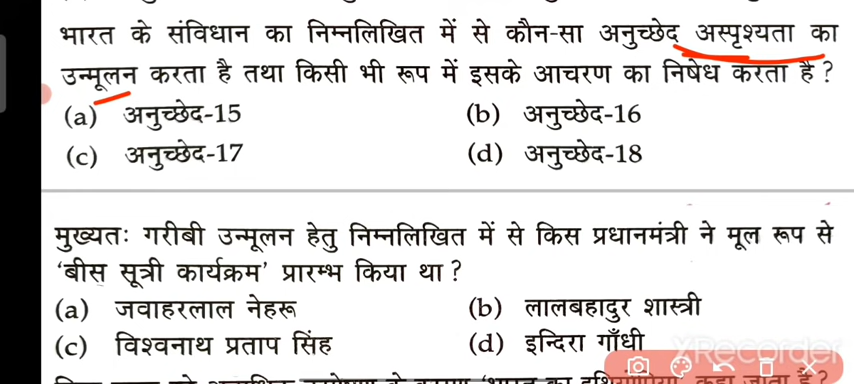 भारत के संविधान का निम्नलिखित में से कौन-सा अनुच्छेद अस्पृश्यता का
उन्मूलन करता है तथा किसी भी रूप में इसके आचरण का निषेध करता है ?
(a) अनुच्छेद-15 (b) अनुच्छेद-16
(c) अनुच्छेद-17 (d) अनुच्छेद-18
मुख्यतः गरीबी उन्मूलन हेतु निम्नलिखित में से किस प्रधानमंत्री ने मूल रूप से
‘बीस सूत्री कार्यक्रम’ प्रारम्भ किया था ?
(a) जवाहरलाल नेहरू (b) लालबहादुर शास्त्री
(c) विश्वनाथ प्रताप सिंह (d) इन्दिरा गाँधी
XRecorder